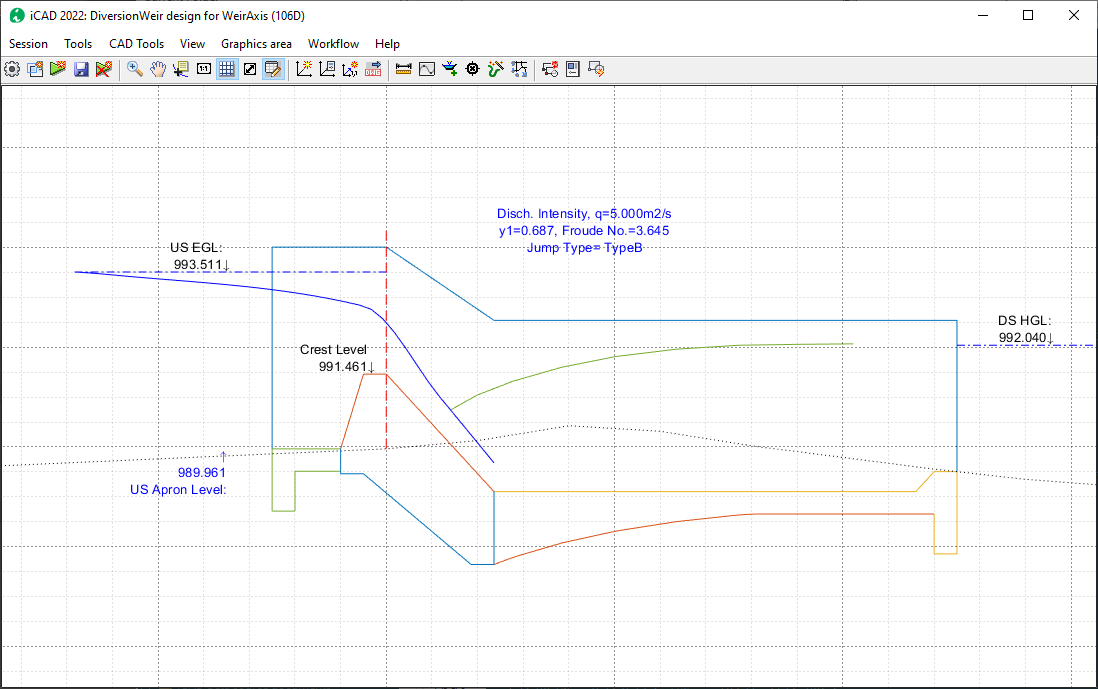 iCAD 2022: DiversionWeir design for WeirAxis (106D)
Session Tools CAD Tools View Graphics area Workflow Help
1:1
Disch. Intensity, q=5.000m2/s
y1=0.687, Froude No.=3.645
Jump Type= TypeB
US EGL:
993.511↓
DS HGL:
992.040↓
Crest Level
991.461↓
↑
989.961
US Apron Level: